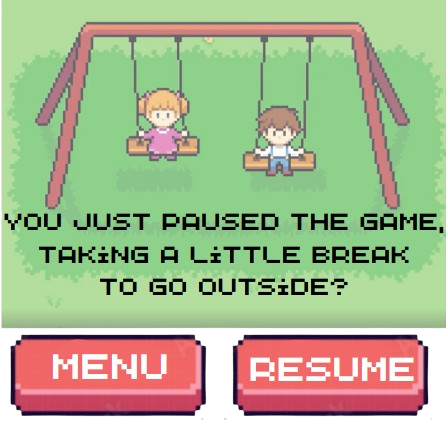 YOU JUST PAUSED THE GAME,
TAKiNG A LiTTLE BREAK
TO GO OUTSiDE?
MENU RESUME